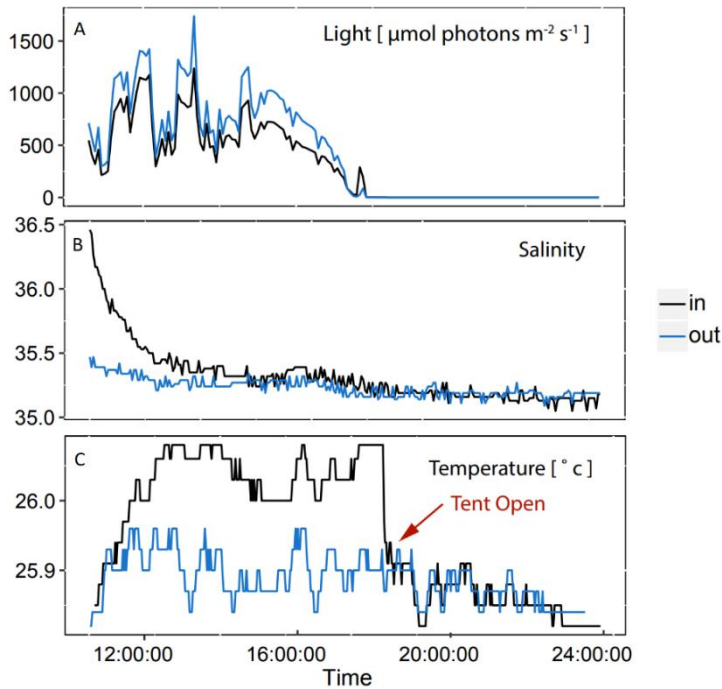 A
Light [ µmol photons m⁻² s⁻¹ ]
1500
1000
500
0
36.5
B
Salinity
36.0
35.5
35.0
in
out
C
Temperature [ ° c ]
Tent Open
26.0
25.9
12:00:00 16:00:00 20:00:00 24:00:00
Time